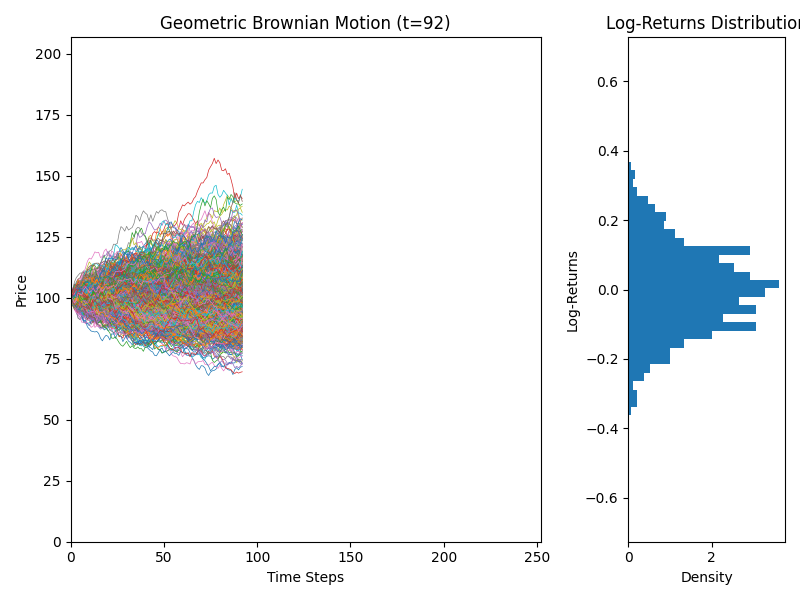 Geometric Brownian Motion (t=92)
Log-Returns Distribution
Price
200
175
150
125
100
75
50
25
0
0 50 100 150 200 250
Time Steps
Log-Returns
0.6
0.4
0.2
0.0
−0.2
−0.4
−0.6
0 2
Density